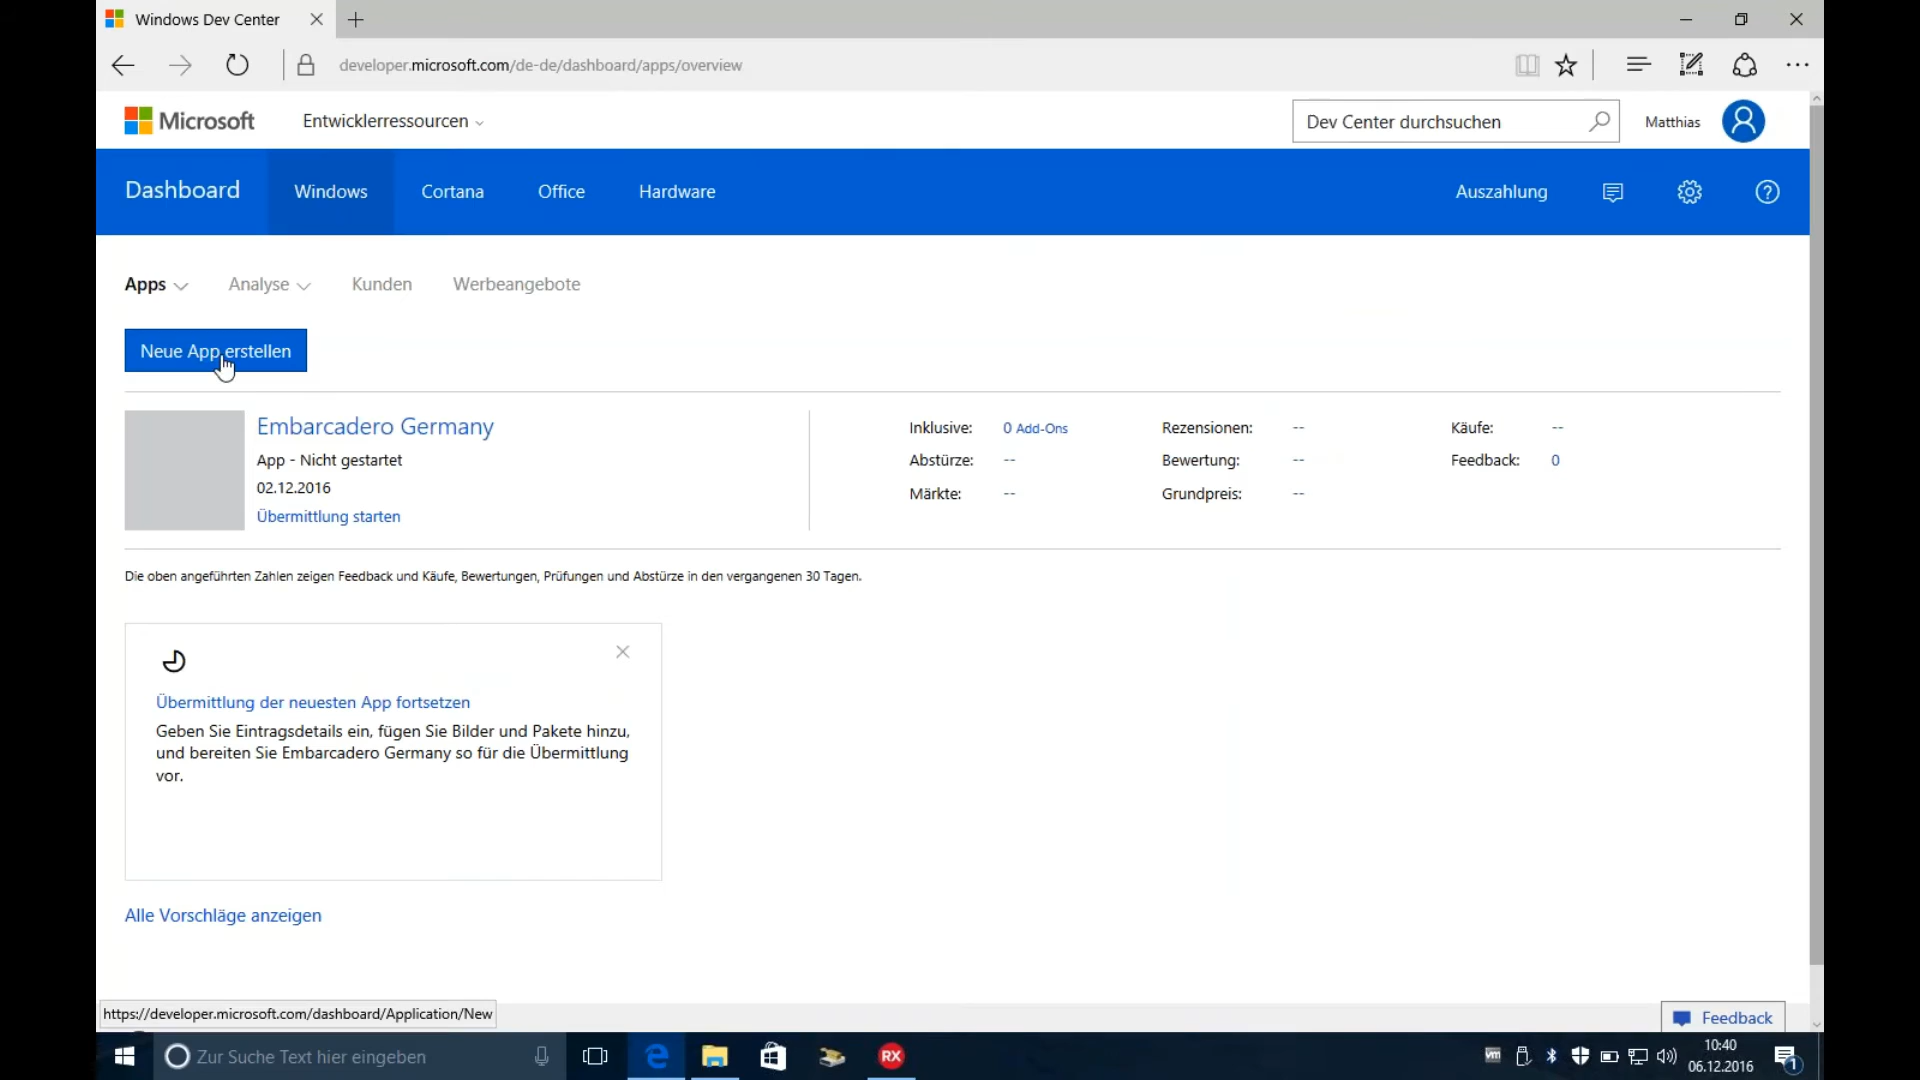 Windows Dev Center
developer.microsoft.com/de-de/dashboard/apps/overview
Microsoft
Entwicklerressourcen
Dev Center durchsuchen
Matthias
Dashboard
Windows
Cortana
Office
Hardware
Auszahlung
Apps
Analyse
Kunden
Werbeangebote
Neue App erstellen
Embarcadero Germany
App - Nicht gestartet
02.12.2016
Übermittlung starten
Inklusive: 0 Add-Ons
Abstürze: --
Märkte: --
Rezensionen: --
Bewertung: --
Grundpreis: --
Käufe: --
Feedback: 0
Die oben angeführten Zahlen zeigen Feedback und Käufe, Bewertungen, Prüfungen und Abstürze in den vergangenen 30 Tagen.
Übermittlung der neuesten App fortsetzen
Geben Sie Eintragsdetails ein, fügen Sie Bilder und Pakete hinzu,
und bereiten Sie Embarcadero Germany so für die Übermittlung
vor.
Alle Vorschläge anzeigen
https://developer.microsoft.com/dashboard/Application/New
Feedback
Zur Suche Text hier eingeben
RX
vm
10:40
06.12.2016
1